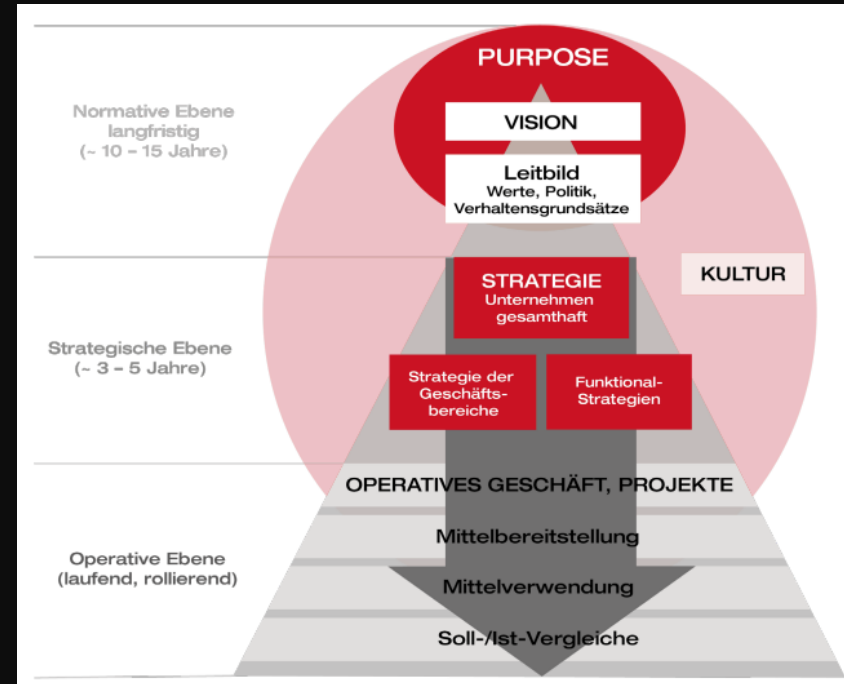 PURPOSE
Normative Ebene
langfristig
(~ 10 – 15 Jahre)
VISION
Leitbild
Werte, Politik,
Verhaltensgrundsätze
KULTUR
STRATEGIE
Unternehmen
gesamthaft
Strategische Ebene
(~ 3 – 5 Jahre)
Strategie der
Geschäfts-
bereiche
Funktional-
Strategien
OPERATIVES GESCHÄFT, PROJEKTE
Mittelbereitstellung
Operative Ebene
(laufend, rollierend)
Mittelverwendung
Soll-/Ist-Vergleiche